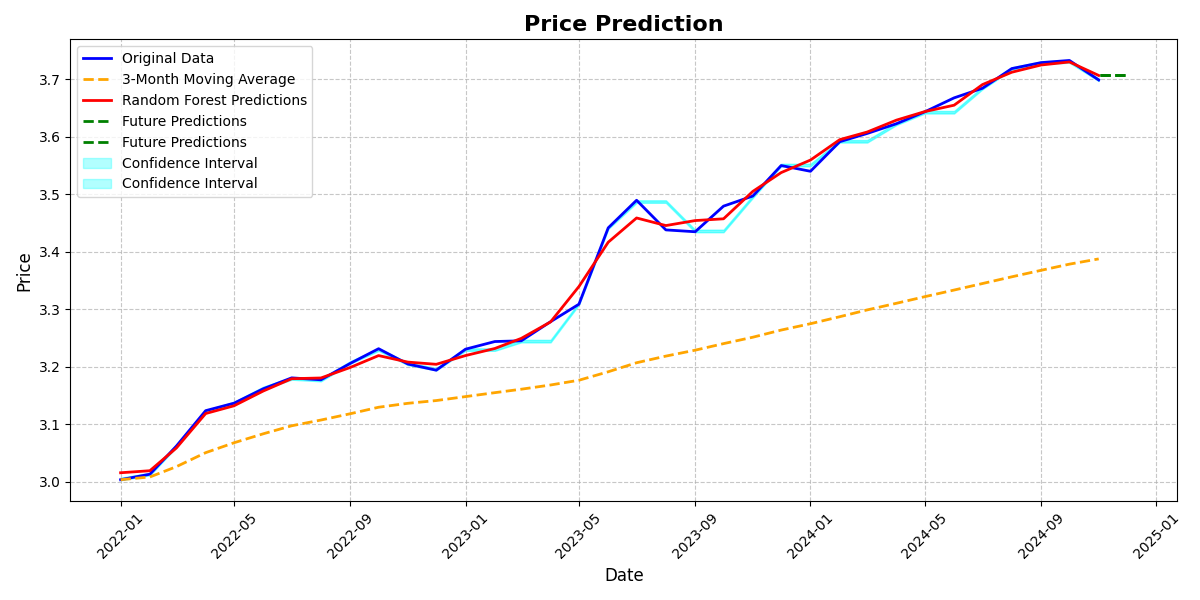 Price Prediction
Original Data
3-Month Moving Average
Random Forest Predictions
Future Predictions
Future Predictions
Confidence Interval
Confidence Interval
Price
3.7
3.6
3.5
3.4
3.3
3.2
3.1
3.0
2022-01
2022-05
2022-09
2023-01
2023-05
2023-09
2024-01
2024-05
2024-09
2025-01
Date